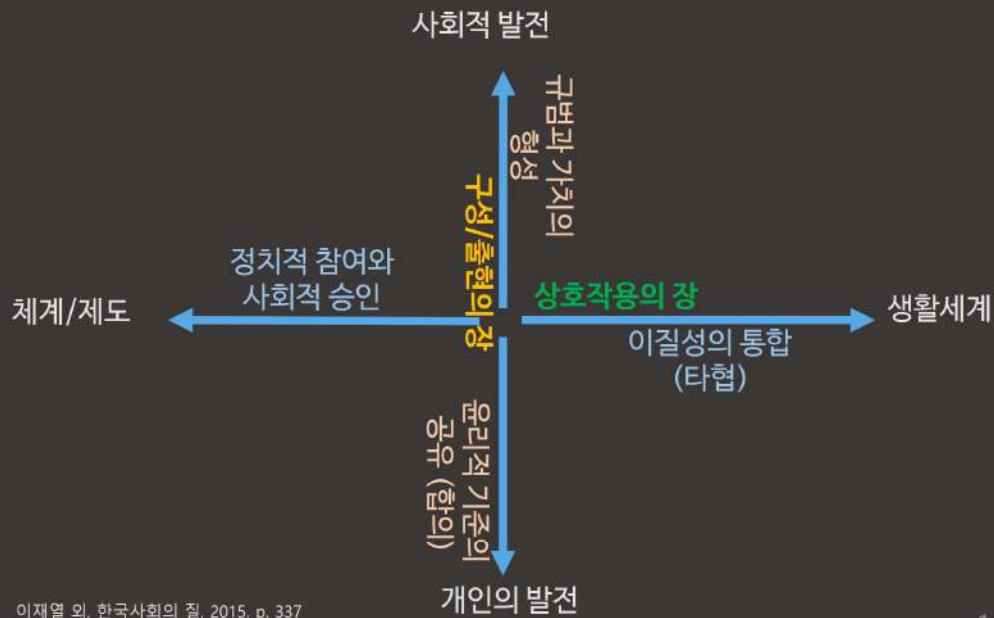 사회적 발전
규범과 가치의
형성
구성/출현의 장
정치적 참여와
사회적 승인
체계/제도
상호작용의 장
생활세계
이질성의 통합
(타협)
윤리적 기준의
공유 (합의)
개인의 발전
이재열 외, 한국사회의 질, 2015, p. 337